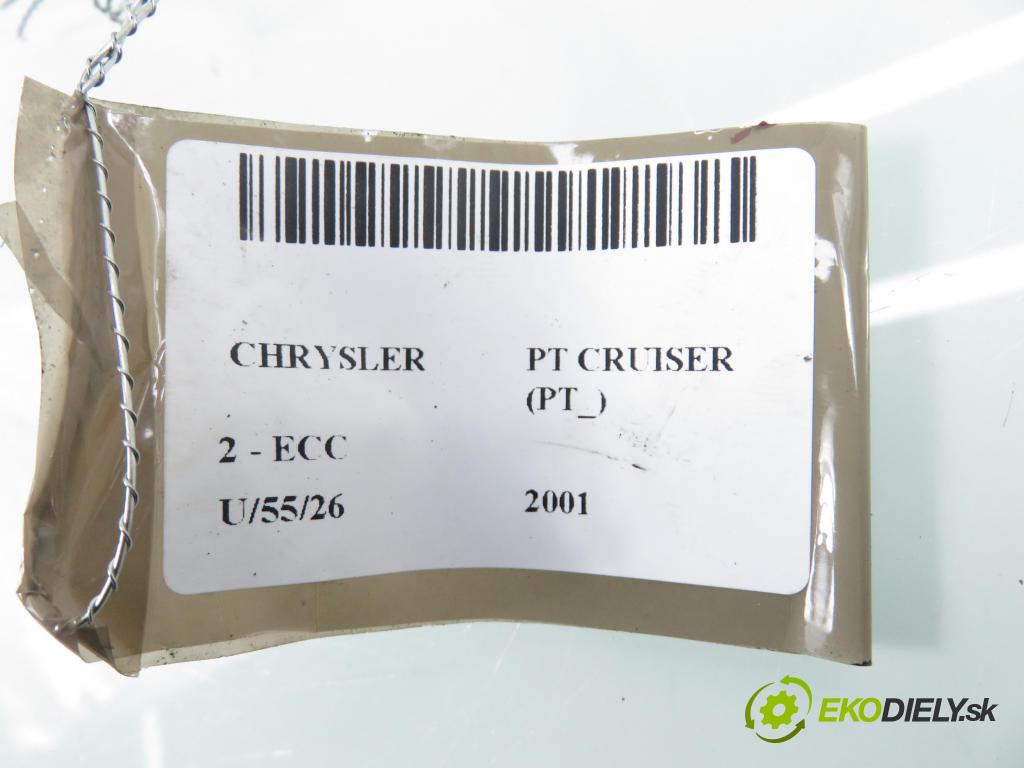 CHRYSLER PT CRUISER
(PT_)
2 - ECC
U/55/26 2001
EKODIELY.sk